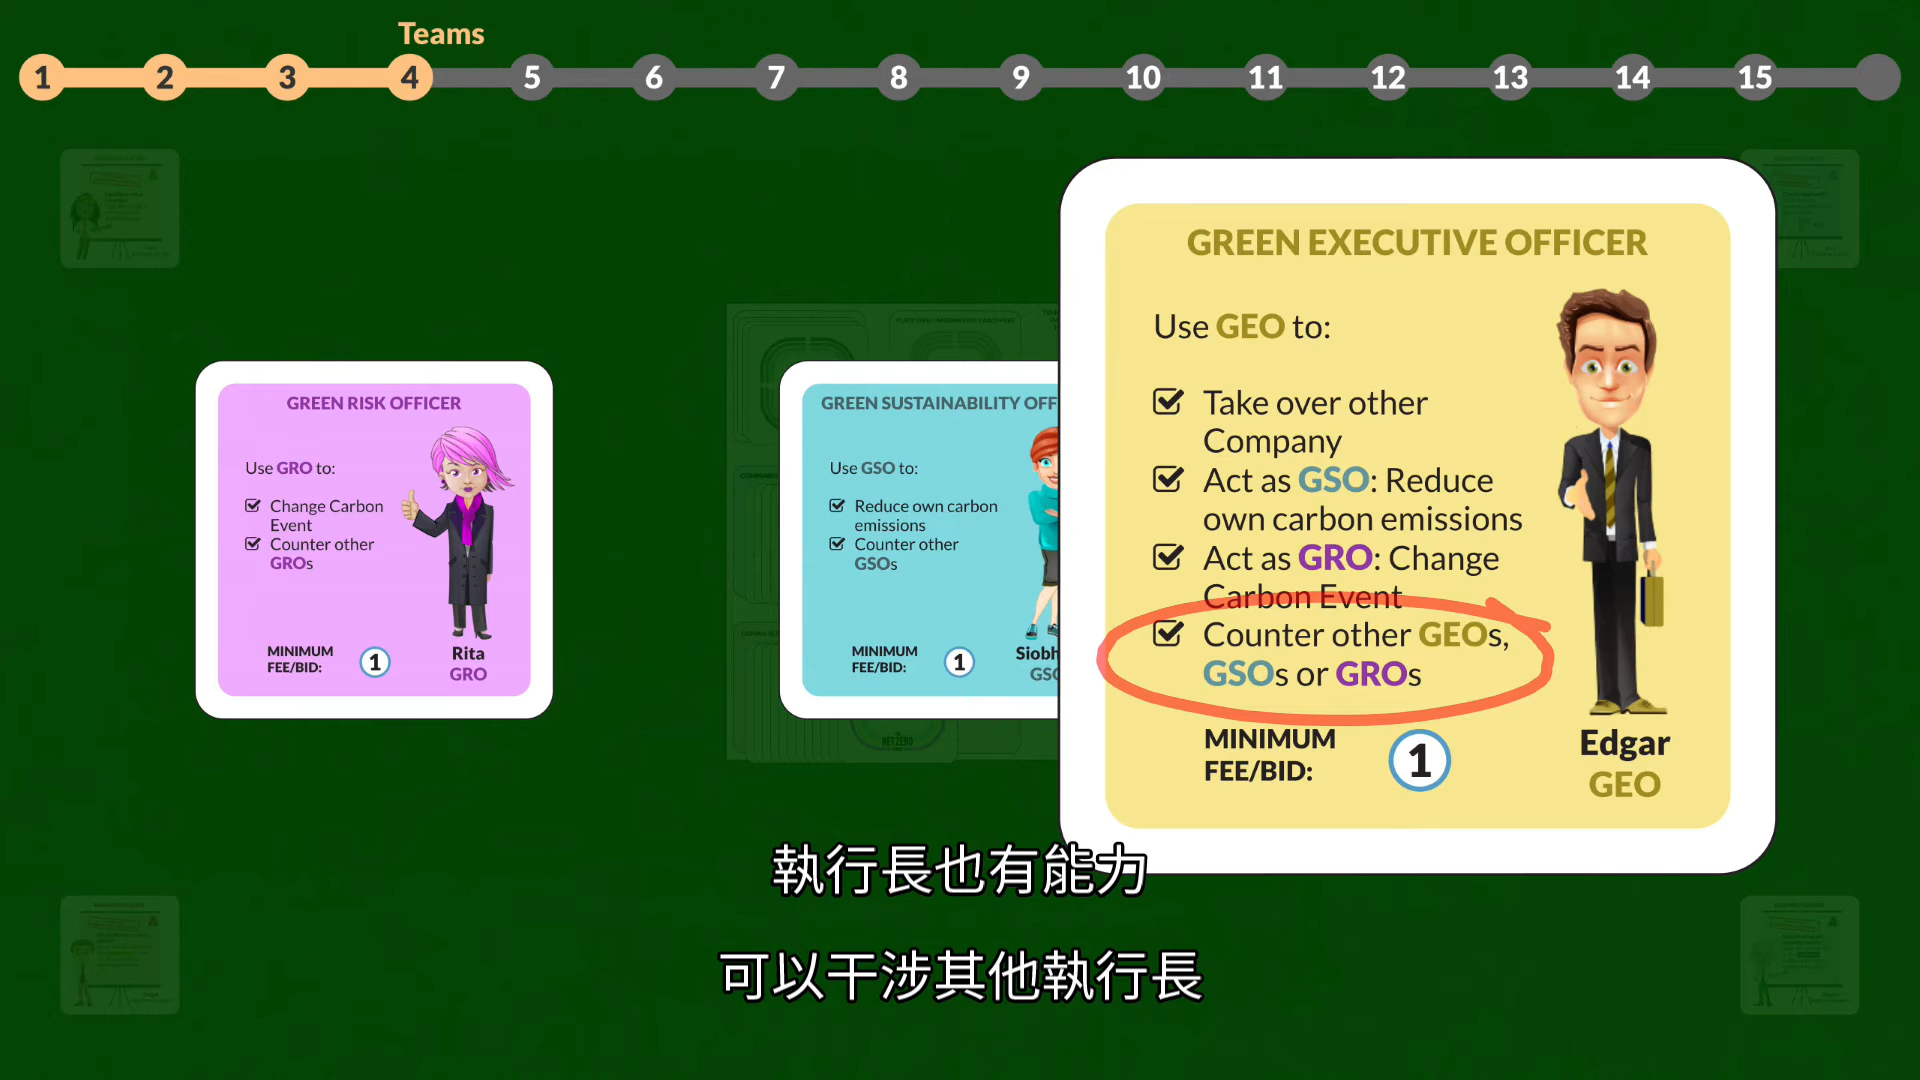 Teams
1 2 3 4 5 6 7 8 9 10 11 12 13 14 15
GREEN RISK OFFICER
Use GRO to:
Change Carbon
Event
Counter other
GROs
MINIMUM
FEE/BID:
1
Rita
GRO
GREEN SUSTAINABILITY OFF
Use GSO to:
Reduce own carbon
emissions
Counter other
GSOs
MINIMUM
FEE/BID:
1
Siobh
GSO
GREEN EXECUTIVE OFFICER
Use GEO to:
Take over other
Company
Act as GSO: Reduce
own carbon emissions
Act as GRO: Change
Carbon Event
Counter other GEOs,
GSOs or GROs
MINIMUM
FEE/BID:
1
Edgar
GEO
執行長也有能力
可以干涉其他執行長